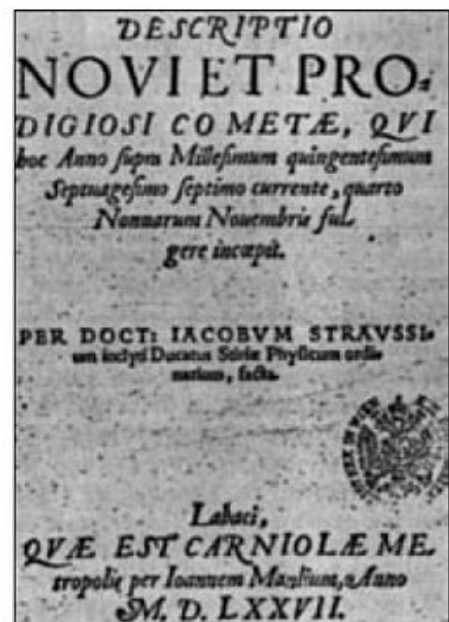 DESCRIPTIO
NOVI ET PRO-
DIGIOSI COMETÆ, QVI
hoc Anno supra Millesimum quingentesimum
Septuagesimo septimo currente, quarto
Nonnarum Nouembris ful
gere incœpit.
PER DOCT: IACOBVM STRAVSSI-
um inclyti Ducatus Stiriæ Physicum ordi
narium, facta.
Labaci,
QVÆ EST CARNIOLÆ ME.
tropolis per Ioannem Manlium, Anno
M. D. LXXVII.